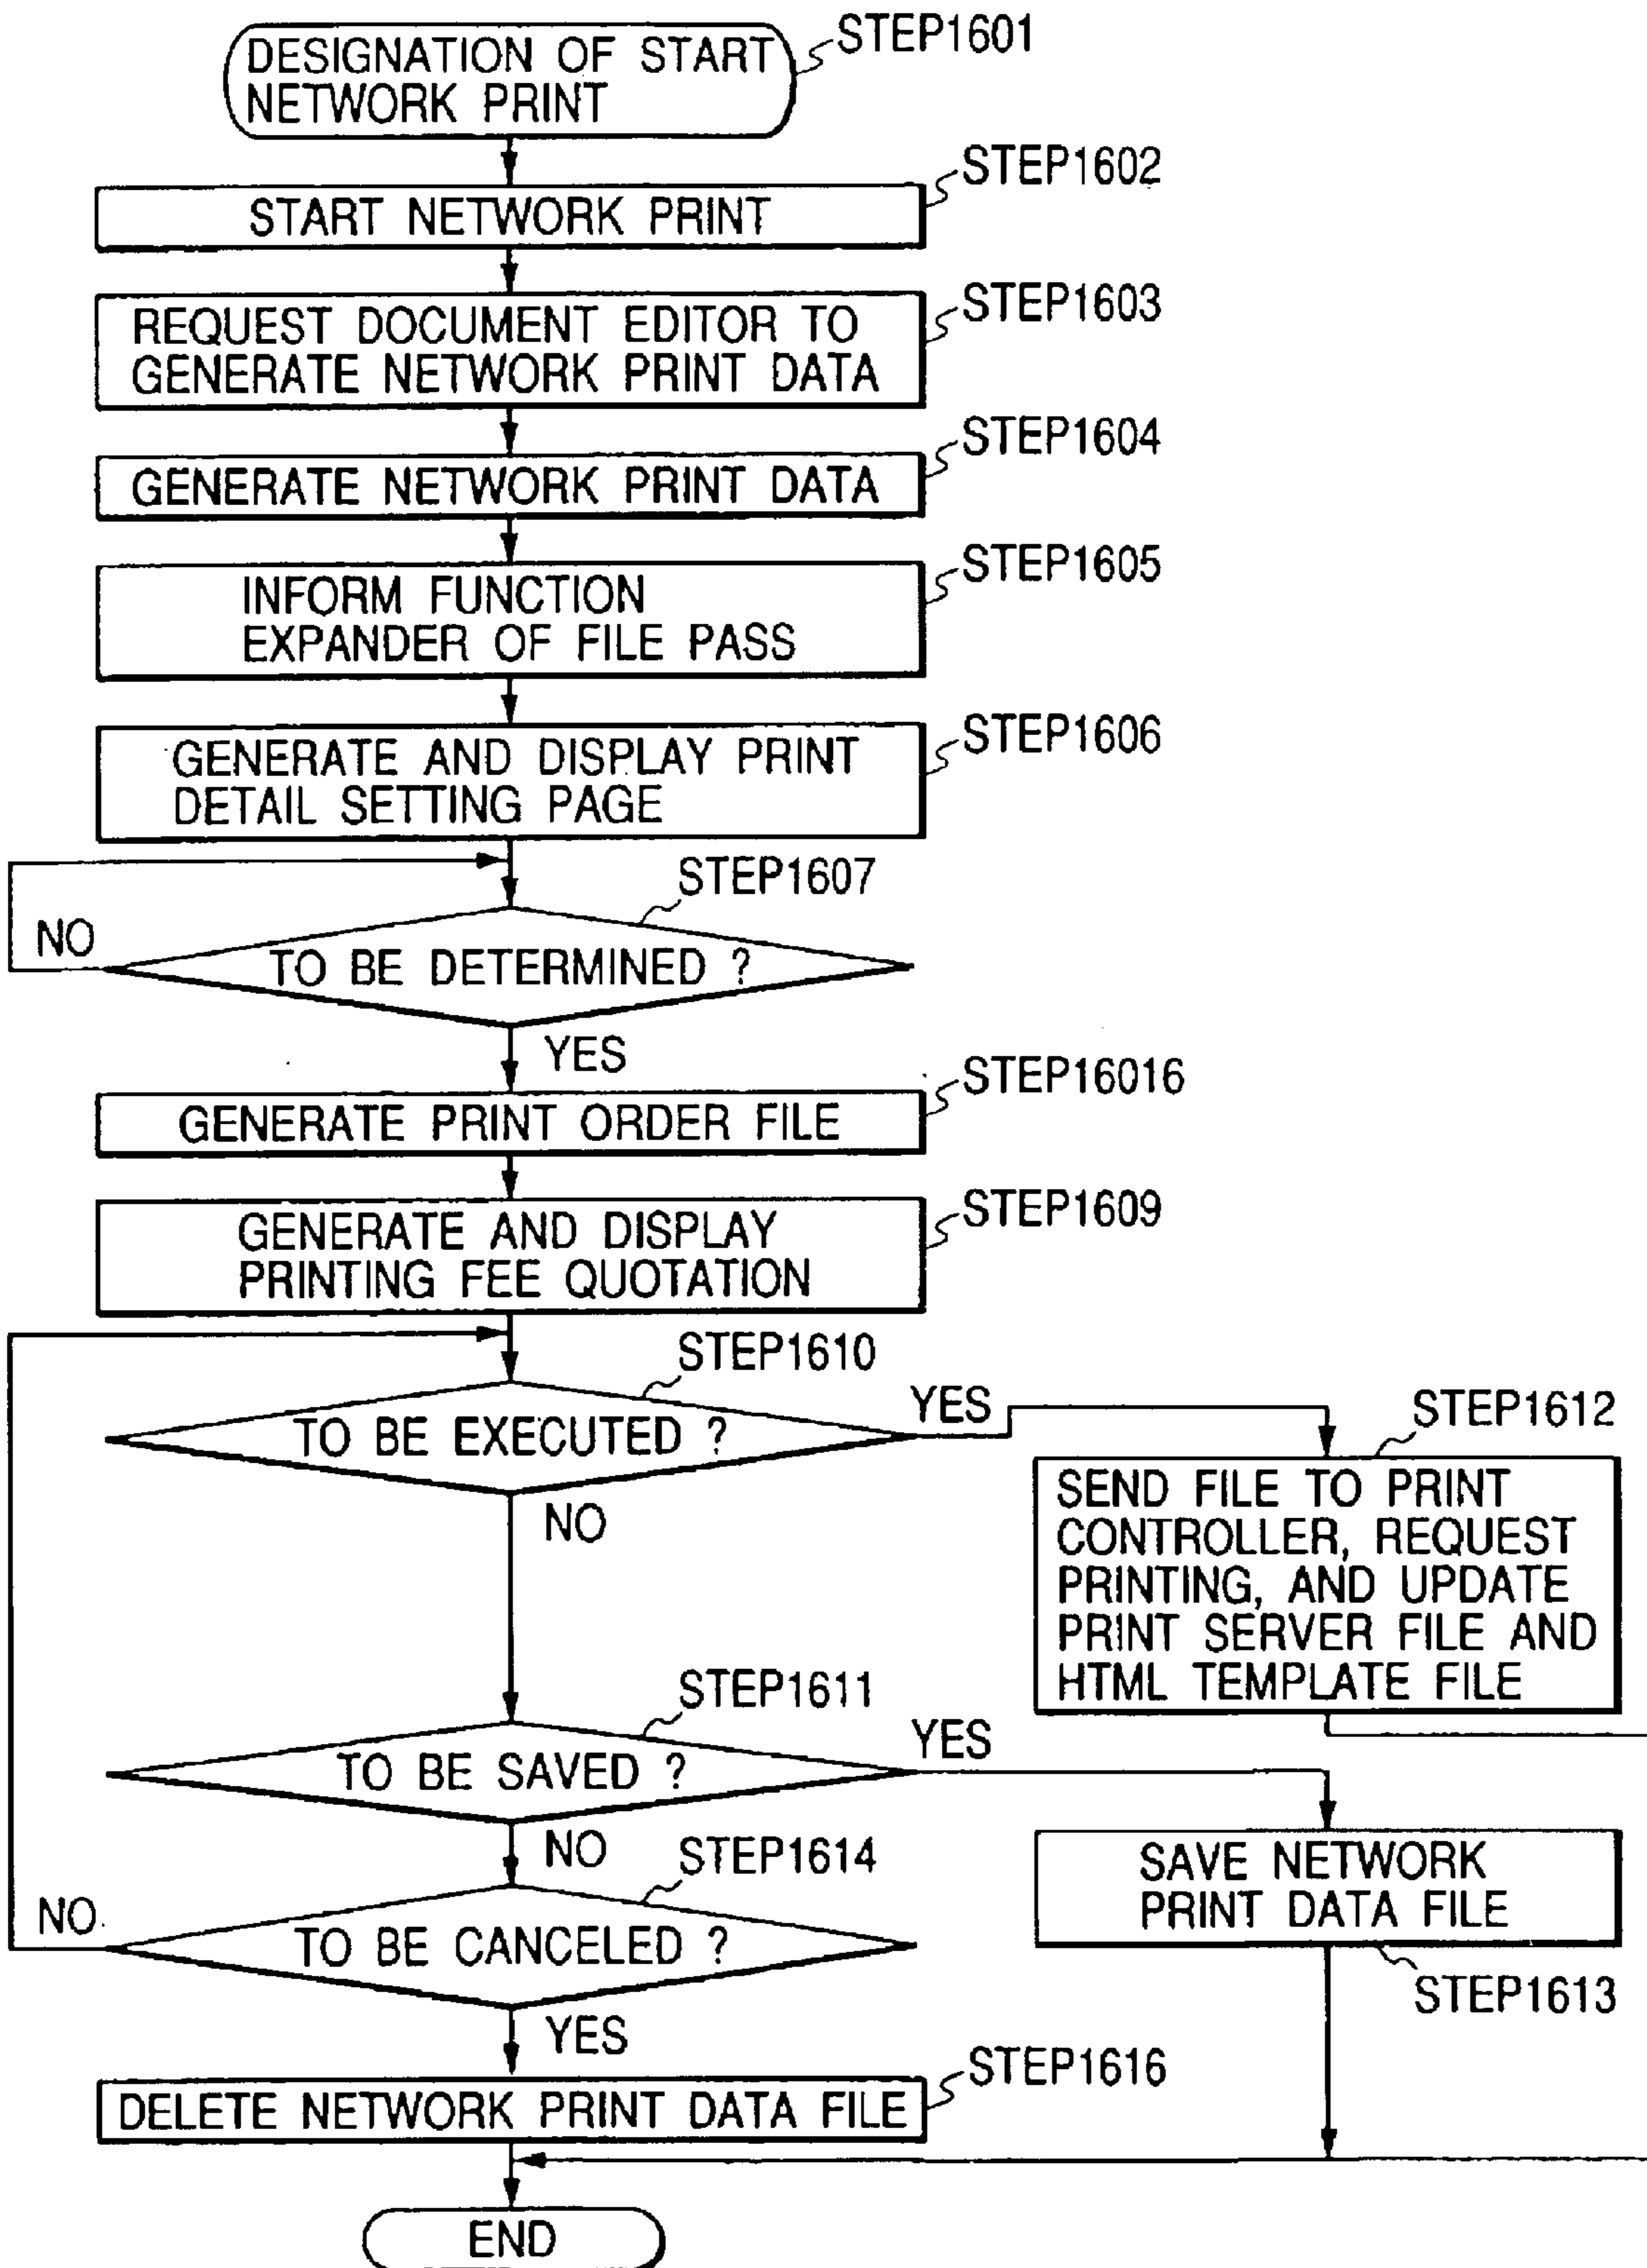 DESIGNATION OF START
NETWORK PRINT
STEP1601
START NETWORK PRINT
STEP1602
REQUEST DOCUMENT EDITOR TO
GENERATE NETWORK PRINT DATA
STEP1603
GENERATE NETWORK PRINT DATA
STEP1604
INFORM FUNCTION
EXPANDER OF FILE PASS
STEP1605
GENERATE AND DISPLAY PRINT
DETAIL SETTING PAGE
STEP1606
STEP1607
NO
TO BE DETERMINED ?
YES
GENERATE PRINT ORDER FILE
STEP16016
GENERATE AND DISPLAY
PRINTING FEE QUOTATION
STEP1609
STEP1610
TO BE EXECUTED ?
YES
NO
STEP1612
SEND FILE TO PRINT
CONTROLLER, REQUEST
PRINTING, AND UPDATE
PRINT SERVER FILE AND
HTML TEMPLATE FILE
STEP1611
TO BE SAVED ?
YES
NO
SAVE NETWORK
PRINT DATA FILE
STEP1613
STEP1614
NO
TO BE CANCELED ?
YES
DELETE NETWORK PRINT DATA FILE
STEP1616
END